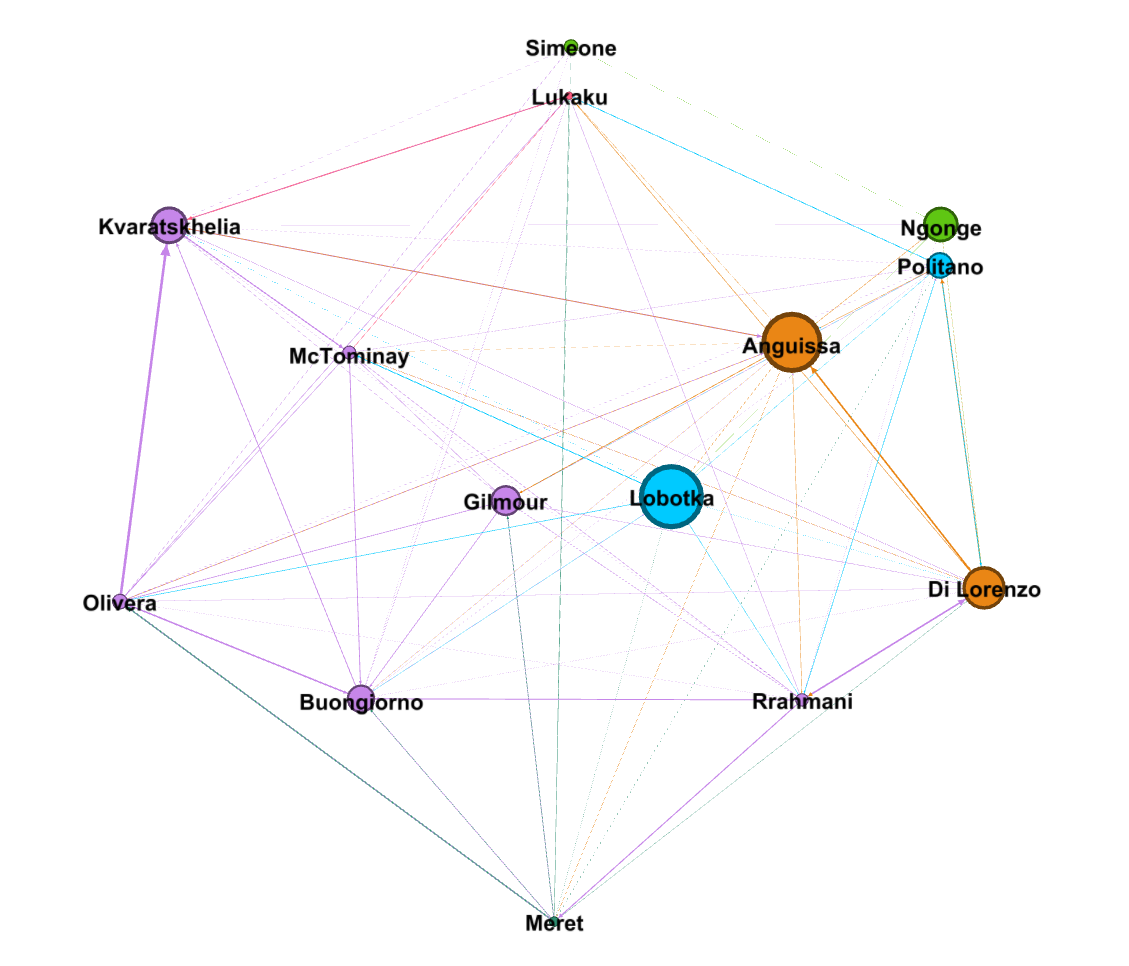 Simeone
Lukaku
Kvaratskhelia
Ngonge
Politano
Anguissa
McTominay
Gilmour
Lobotka
Di Lorenzo
Olivera
Buongiorno
Rrahmani
Meret